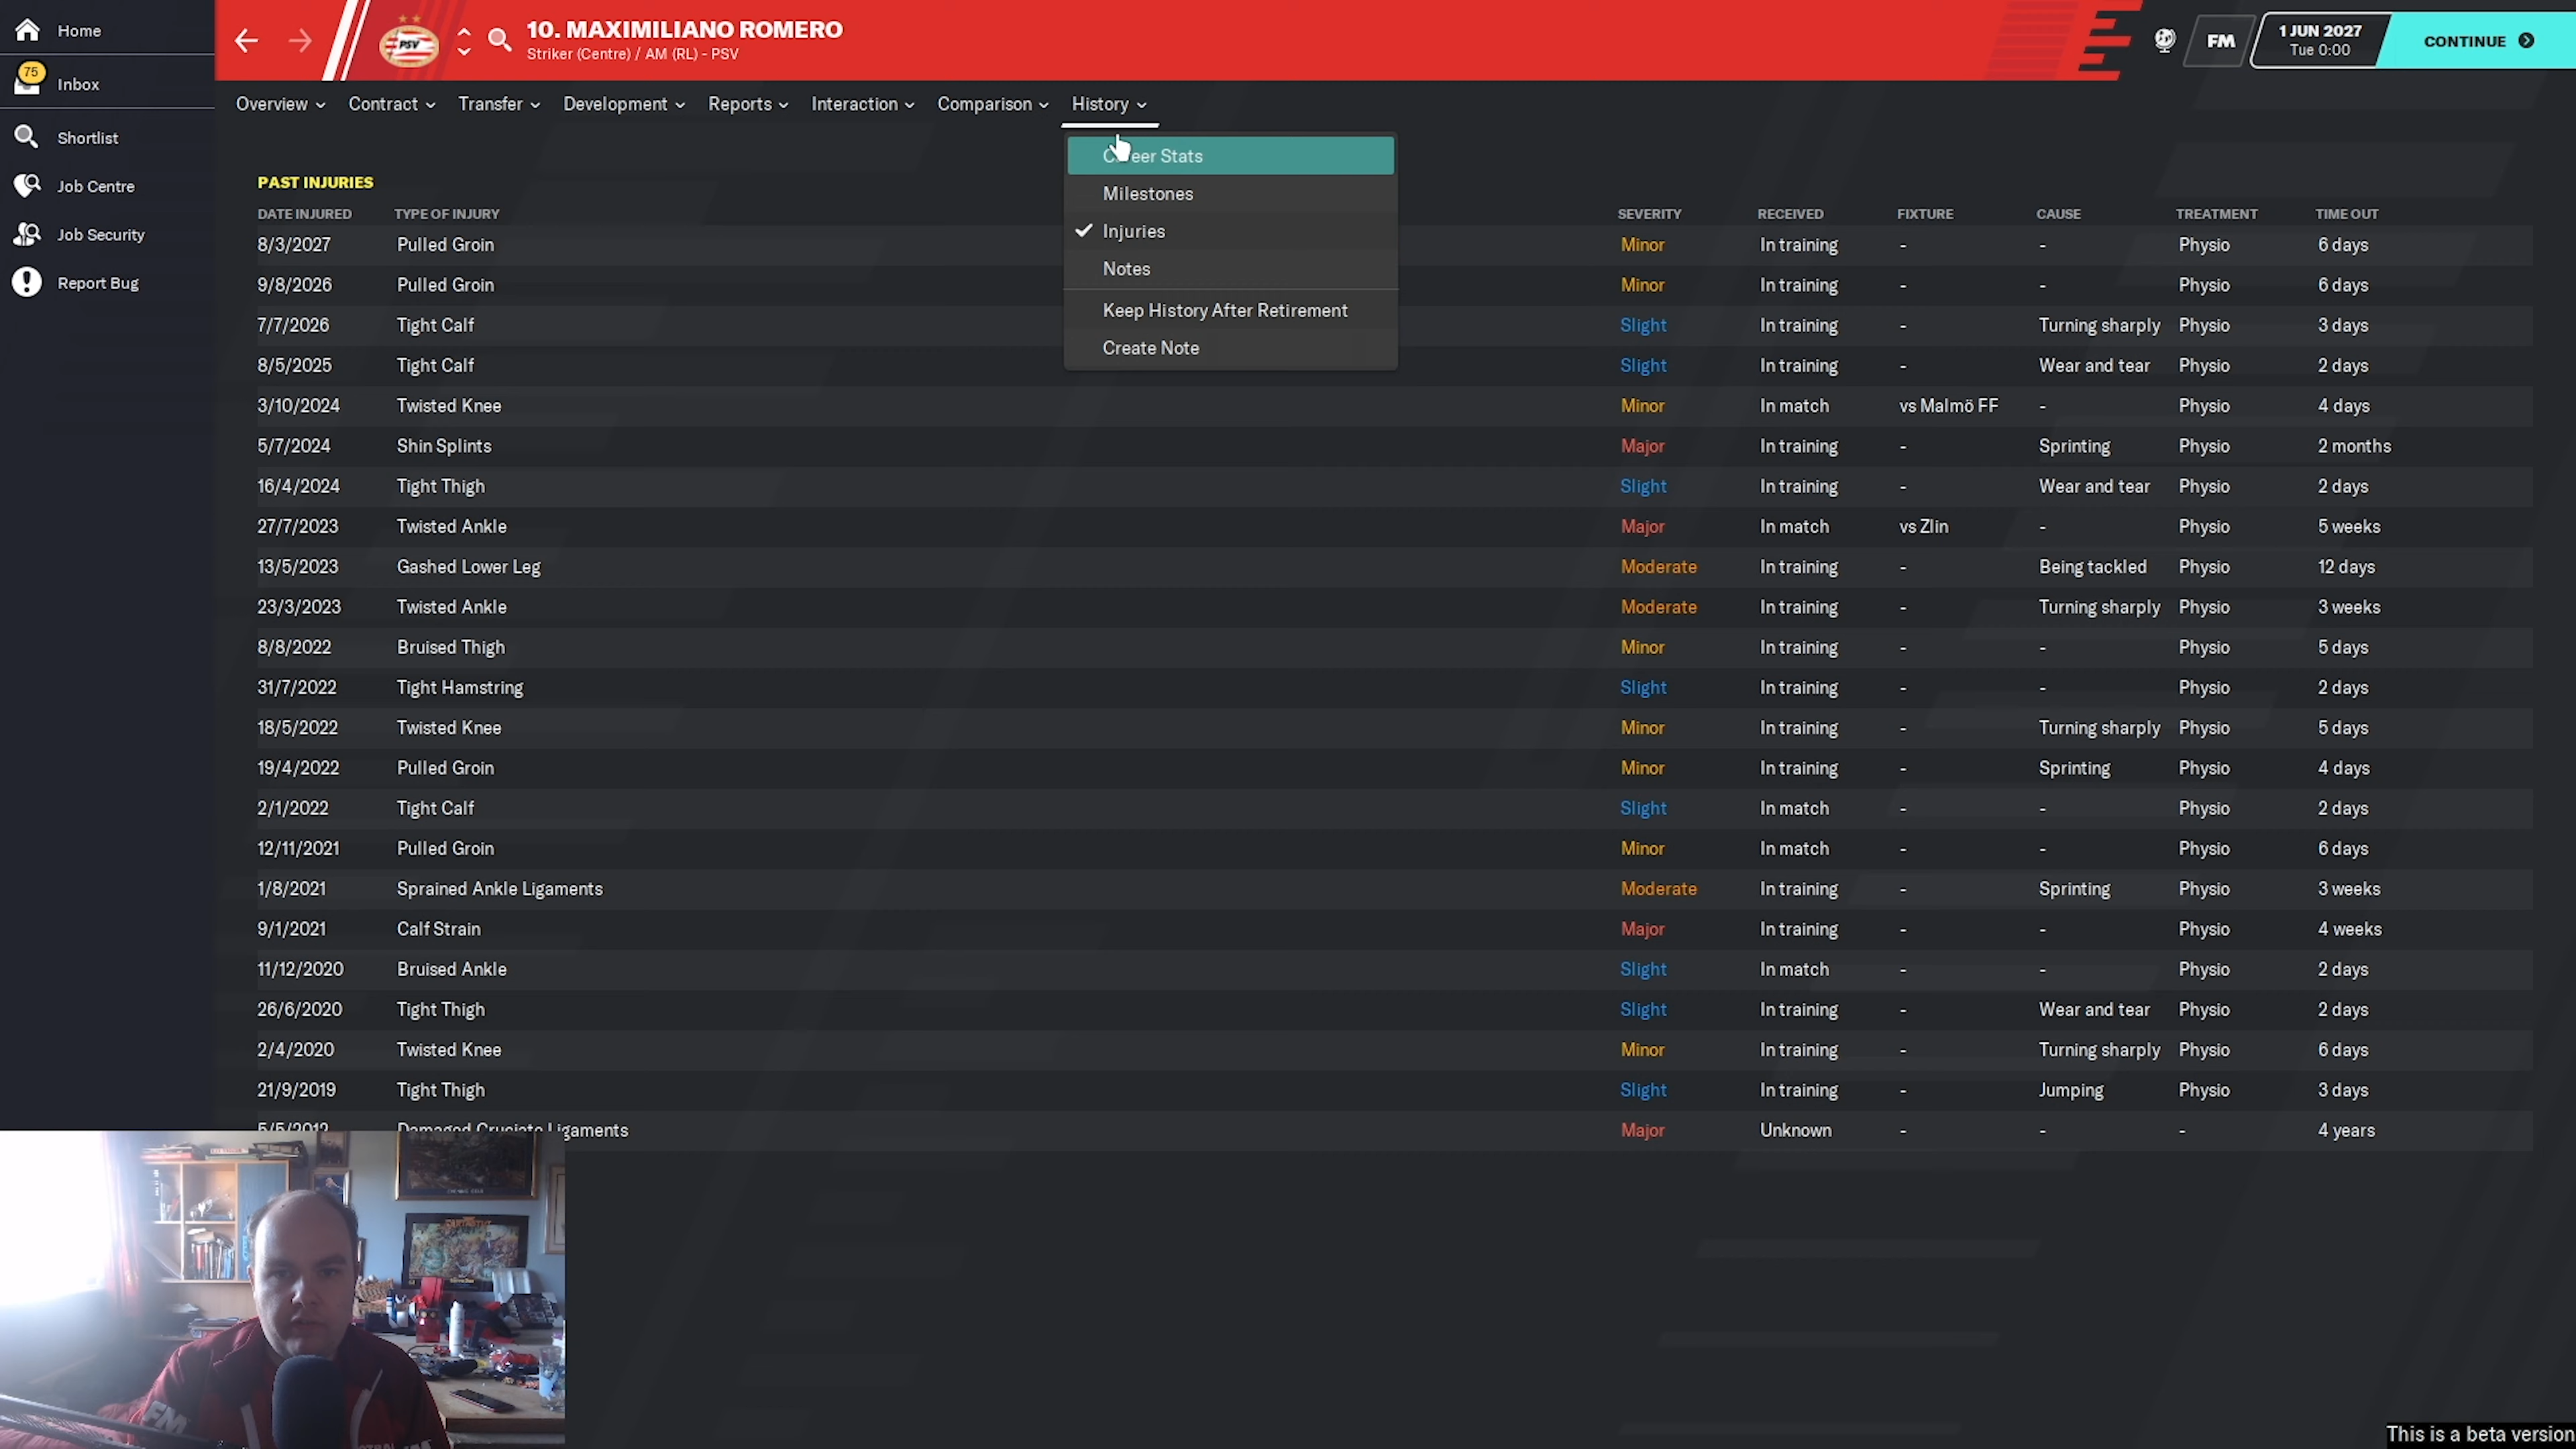 Home
75
Inbox
Shortlist
Job Centre
Job Security
Report Bug
PSV
10. MAXIMILIANO ROMERO
Striker (Centre) / AM (RL) - PSV
FM
1 JUN 2027
Tue 0:00
CONTINUE
Overview Contract Transfer Development Reports Interaction Comparison History
Career Stats
Milestones
Injuries
Notes
Keep History After Retirement
Create Note
PAST INJURIES
DATE INJURED TYPE OF INJURY SEVERITY RECEIVED FIXTURE CAUSE TREATMENT TIME OUT
8/3/2027 Pulled Groin Minor In training - - Physio 6 days
9/8/2026 Pulled Groin Minor In training - - Physio 6 days
7/7/2026 Tight Calf Slight In training - Turning sharply Physio 3 days
8/5/2025 Tight Calf Slight In training - Wear and tear Physio 2 days
3/10/2024 Twisted Knee Minor In match vs Malmö FF - Physio 4 days
5/7/2024 Shin Splints Major In training - Sprinting Physio 2 months
16/4/2024 Tight Thigh Slight In training - Wear and tear Physio 2 days
27/7/2023 Twisted Ankle Major In match vs Zlin - Physio 5 weeks
13/5/2023 Gashed Lower Leg Moderate In training - Being tackled Physio 12 days
23/3/2023 Twisted Ankle Moderate In training - Turning sharply Physio 3 weeks
8/8/2022 Bruised Thigh Minor In training - - Physio 5 days
31/7/2022 Tight Hamstring Slight In training - - Physio 2 days
18/5/2022 Twisted Knee Minor In training - Turning sharply Physio 5 days
19/4/2022 Pulled Groin Minor In training - Sprinting Physio 4 days
2/1/2022 Tight Calf Slight In match - - Physio 2 days
12/11/2021 Pulled Groin Minor In match - - Physio 6 days
1/8/2021 Sprained Ankle Ligaments Moderate In training - Sprinting Physio 3 weeks
9/1/2021 Calf Strain Major In training - - Physio 4 weeks
11/12/2020 Bruised Ankle Slight In match - - Physio 2 days
26/6/2020 Tight Thigh Slight In training - Wear and tear Physio 2 days
2/4/2020 Twisted Knee Minor In training - Turning sharply Physio 6 days
21/9/2019 Tight Thigh Slight In training - Jumping Physio 3 days
5/5/2012 Damaged Cruciate Ligaments Major Unknown - - - 4 years
FM
This is a beta version